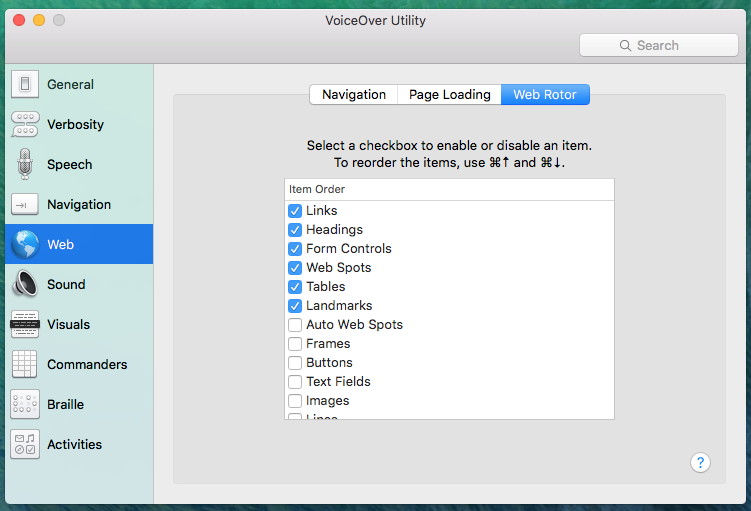 VoiceOver Utility
Search
General
Verbosity
Speech
Navigation
Web
Sound
Visuals
Commanders
Braille
Activities
Navigation Page Loading Web Rotor
Select a checkbox to enable or disable an item.
To reorder the items, use ⌘↑ and ⌘↓.
Item Order
Links
Headings
Form Controls
Web Spots
Tables
Landmarks
Auto Web Spots
Frames
Buttons
Text Fields
Images
?